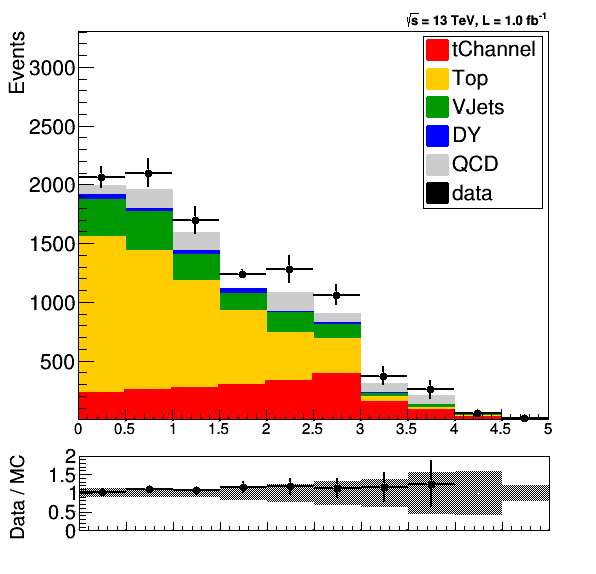 √s = 13 TeV, L = 1.0 fb⁻¹
Events
3000
2500
2000
1500
1000
500
tChannel
Top
VJets
DY
QCD
data
0 0.5 1 1.5 2 2.5 3 3.5 4 4.5 5
Data / MC
2
1.5
1
0.5
0